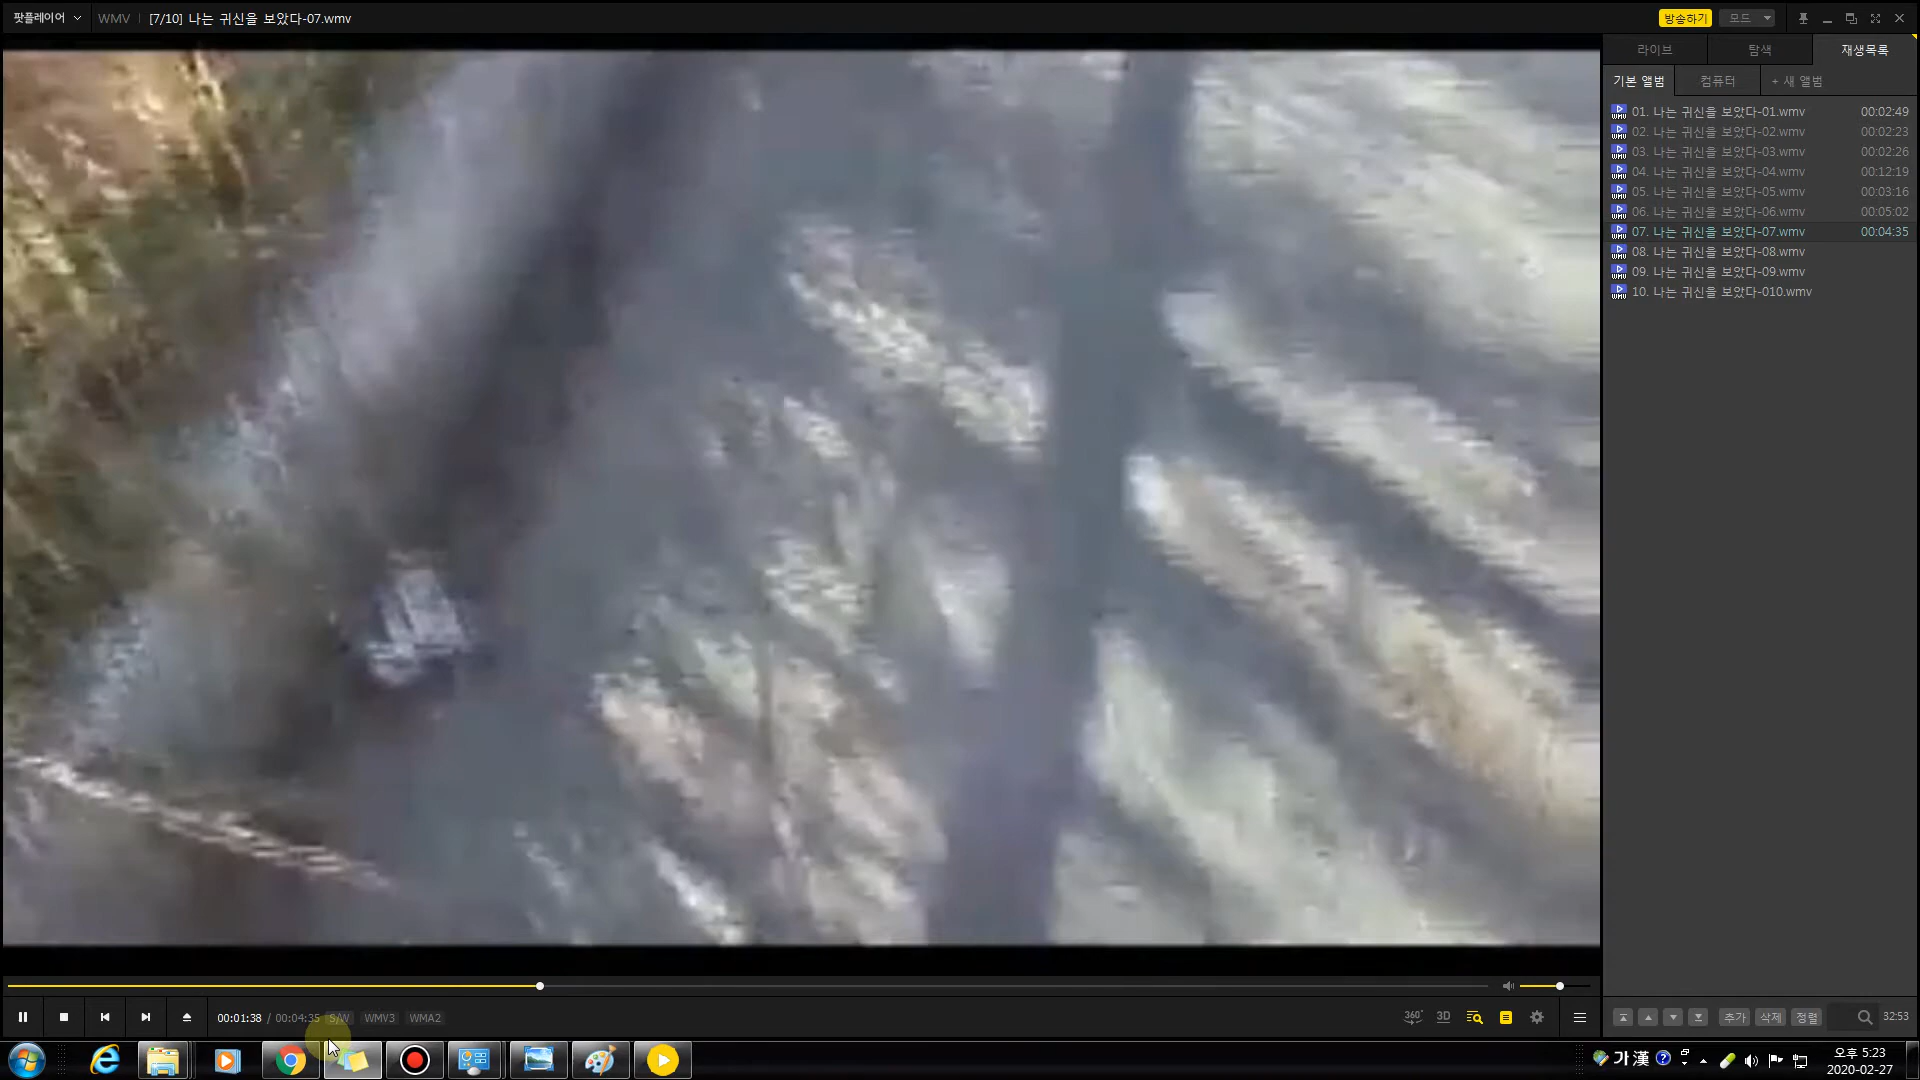 팟플레이어 WMV [7/10] 나는 귀신을 보았다-07.wmv 방송하기 모드
라이브 탐색 재생목록
기본 앨범 컴퓨터 + 새 앨범
01. 나는 귀신을 보았다-01.wmv 00:02:49
02. 나는 귀신을 보았다-02.wmv 00:02:23
03. 나는 귀신을 보았다-03.wmv 00:02:26
04. 나는 귀신을 보았다-04.wmv 00:12:19
05. 나는 귀신을 보았다-05.wmv 00:03:16
06. 나는 귀신을 보았다-06.wmv 00:05:02
07. 나는 귀신을 보았다-07.wmv 00:04:35
08. 나는 귀신을 보았다-08.wmv
09. 나는 귀신을 보았다-09.wmv
10. 나는 귀신을 보았다-010.wmv
00:01:38 / 00:04:35 S/W WMV3 WMA2 360° 3D 추가 삭제 정렬 32:53
가 漢 오후 5:23
2020-02-27